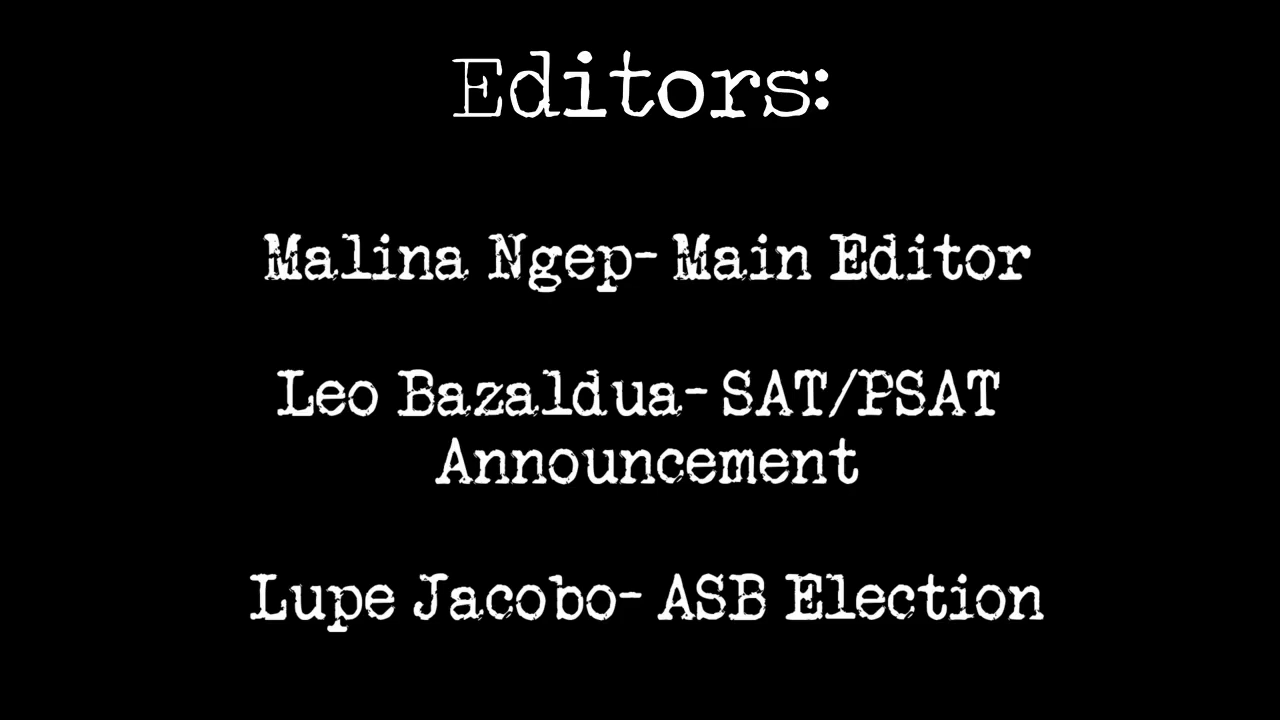 Editors:
Malina Ngep- Main Editor
Leo Bazaldua- SAT/PSAT
Announcement
Lupe Jacobo- ASB Election